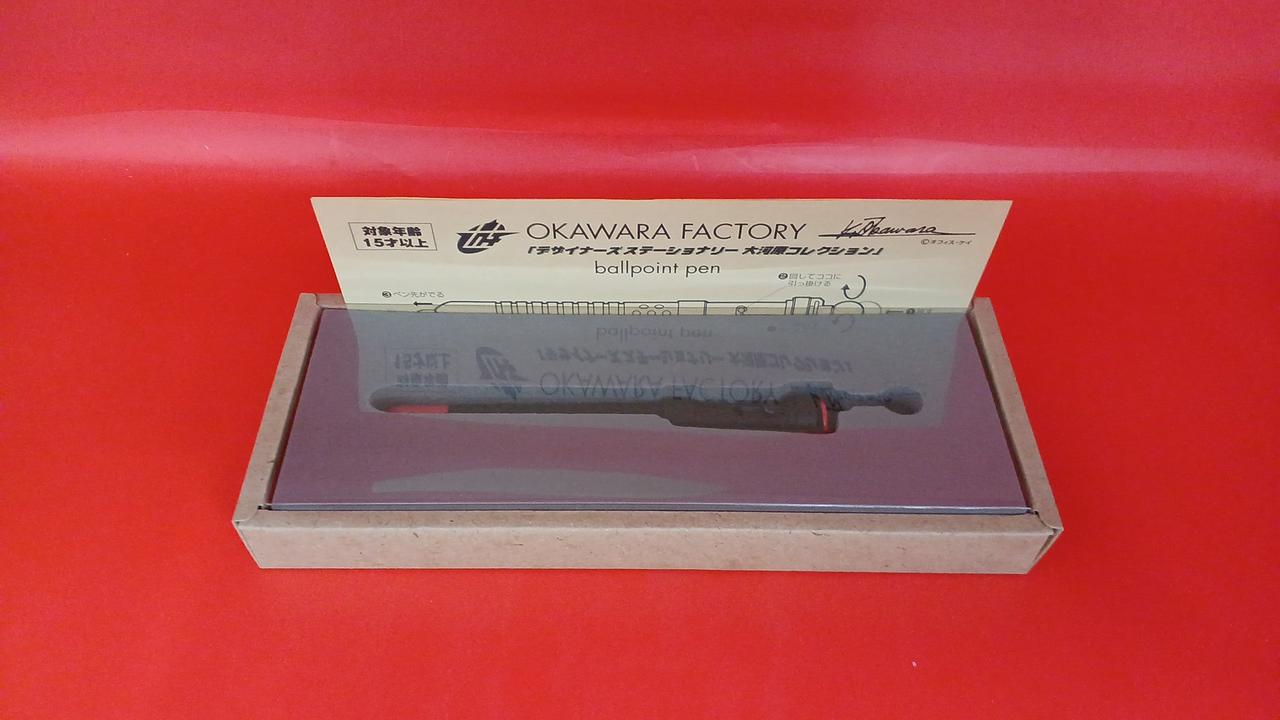 対象年齢
15才以上
OKAWARA FACTORY
K.Okawara
©オフィス・ケイ
「デザイナーズステーショナリー 大河原コレクション」
ballpoint pen
❷回してココに
引っ掛ける
❸ペン先がでる